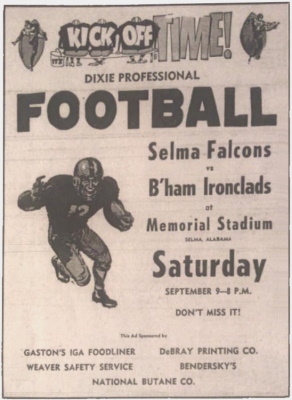 KICK OFF
TIME!
DIXIE PROFESSIONAL
FOOTBALL
Selma Falcons
vs
B'ham Ironclads
at
Memorial Stadium
SELMA, ALABAMA
Saturday
SEPTEMBER 9—8 P.M.
DON'T MISS IT!
This Ad Sponsored by
GASTON'S IGA FOODLINER DeBRAY PRINTING CO.
WEAVER SAFETY SERVICE BENDERSKY'S
NATIONAL BUTANE CO.